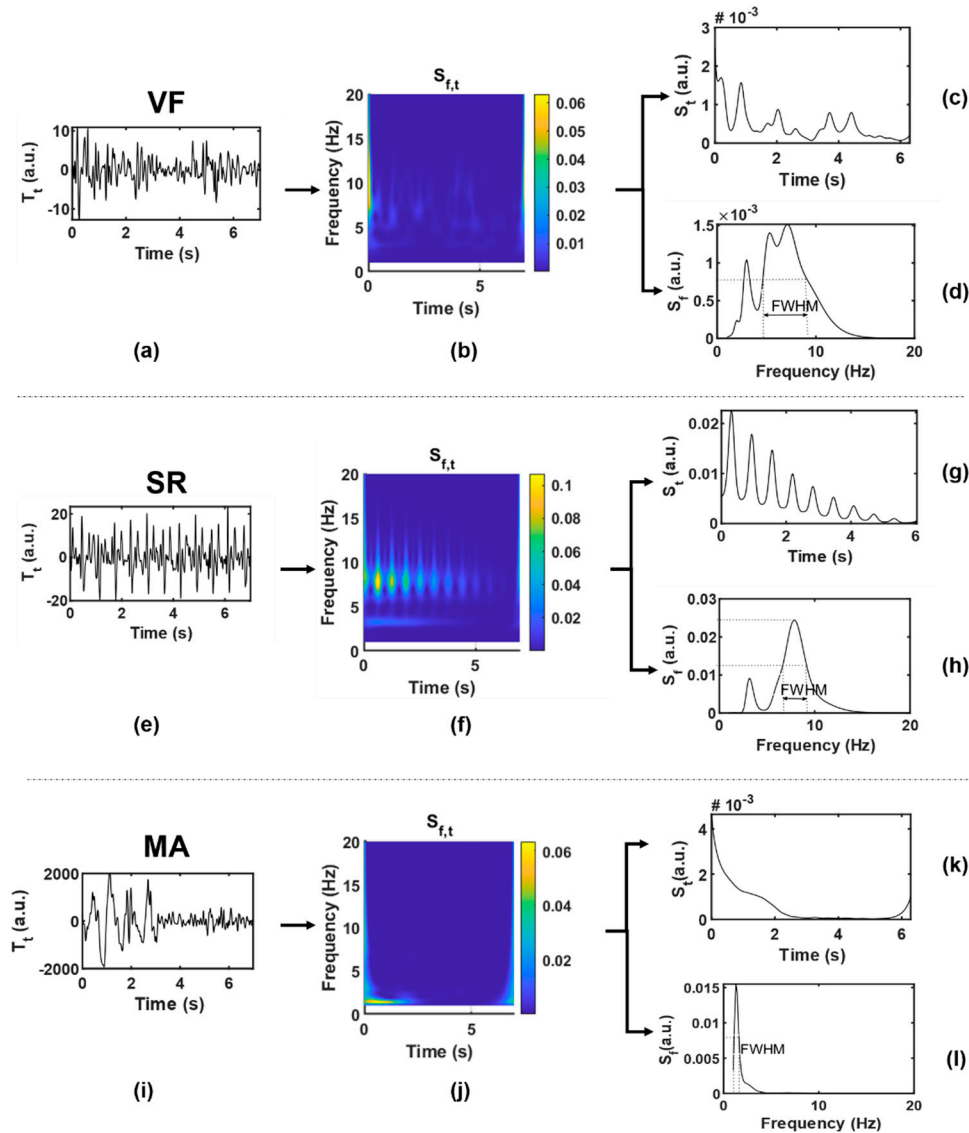 VF
T_t (a.u.)
10
0
-10
0 2 4 6
Time (s)
(a)
S_f,t
Frequency (Hz)
20
15
10
5
0
0 5
Time (s)
0.06
0.05
0.04
0.03
0.02
0.01
(b)
# 10^-3
S_t (a.u.)
3
2
1
0
0 2 4 6
Time (s)
(c)
×10^-3
S_f (a.u.)
1.5
1
0.5
0
FWHM
0 10 20
Frequency (Hz)
(d)
SR
T_t (a.u.)
20
0
-20
0 2 4 6
Time (s)
(e)
S_f,t
Frequency (Hz)
20
15
10
5
0
0 5
Time (s)
0.1
0.08
0.06
0.04
0.02
(f)
S_t (a.u.)
0.02
0.01
0
0 2 4 6
Time (s)
(g)
S_f (a.u.)
0.03
0.02
0.01
0
FWHM
0 10 20
Frequency (Hz)
(h)
MA
T_t (a.u.)
2000
0
-2000
0 2 4 6
Time (s)
(i)
S_f,t
Frequency (Hz)
20
15
10
5
0
0 5
Time (s)
0.06
0.04
0.02
(j)
# 10^-3
S_t(a.u.)
4
2
0
0 2 4 6
Time (s)
(k)
S_f(a.u.)
0.015
0.01
0.005
0
FWHM
0 10 20
Frequency (Hz)
(l)